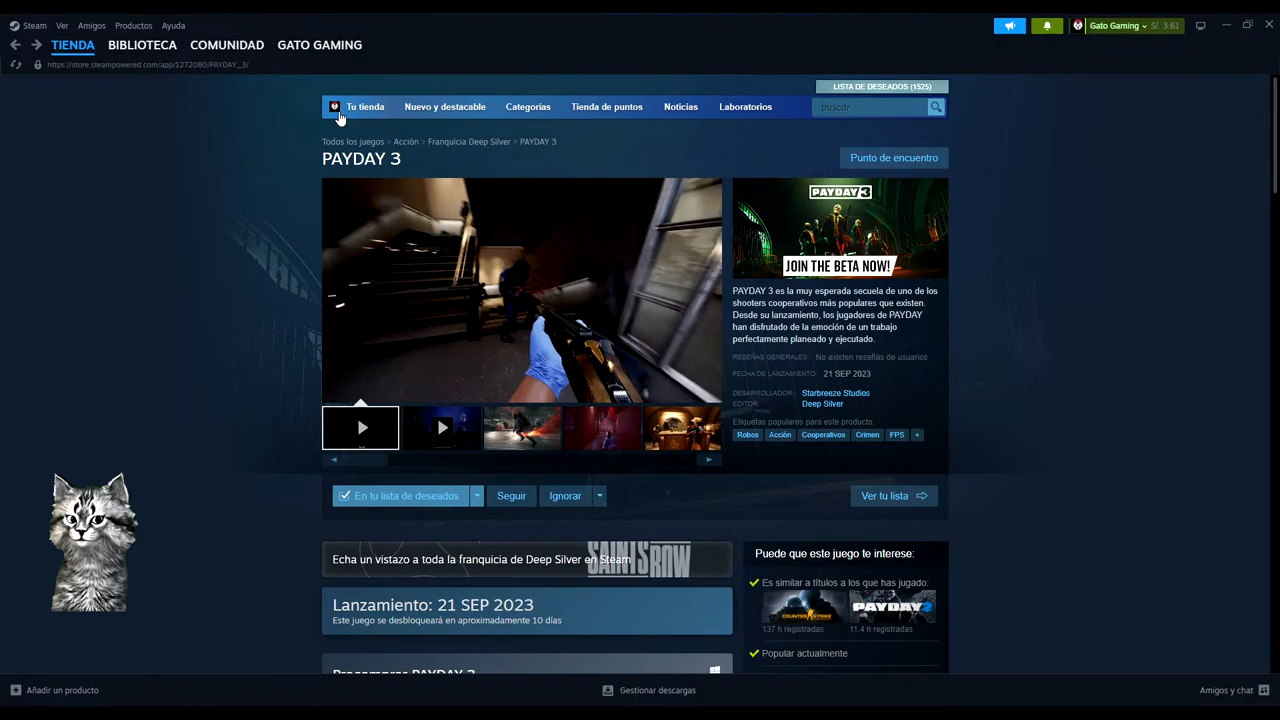 Steam Ver Amigos Productos Ayuda
Gato Gaming S/. 3.61
TIENDA BIBLIOTECA COMUNIDAD GATO GAMING
https://store.steampowered.com/app/1272080/PAYDAY_3/
LISTA DE DESEADOS (1525)
Tu tienda Nuevo y destacable Categorías Tienda de puntos Noticias Laboratorios buscar
Todos los juegos > Acción > Franquicia Deep Silver > PAYDAY 3
PAYDAY 3
Punto de encuentro
PAYDAY 3
JOIN THE BETA NOW!
PAYDAY 3 es la muy esperada secuela de uno de los
shooters cooperativos más populares que existen.
Desde su lanzamiento, los jugadores de PAYDAY
han disfrutado de la emoción de un trabajo
perfectamente planeado y ejecutado.
RESEÑAS GENERALES: No existen reseñas de usuarios
FECHA DE LANZAMIENTO: 21 SEP 2023
DESARROLLADOR: Starbreeze Studios
EDITOR: Deep Silver
Etiquetas populares para este producto:
Robos Acción Cooperativos Crimen FPS +
En tu lista de deseados Seguir Ignorar Ver tu lista
Echa un vistazo a toda la franquicia de Deep Silver en Steam
SAINTS ROW
Lanzamiento: 21 SEP 2023
Este juego se desbloqueará en aproximadamente 10 días
Precomprar PAYDAY 3
Puede que este juego te interese:
Es similar a títulos a los que has jugado:
COUNTER STRIKE PAYDAY 2
137 h registradas 11.4 h registradas
Popular actualmente
Añadir un producto Gestionar descargas Amigos y chat